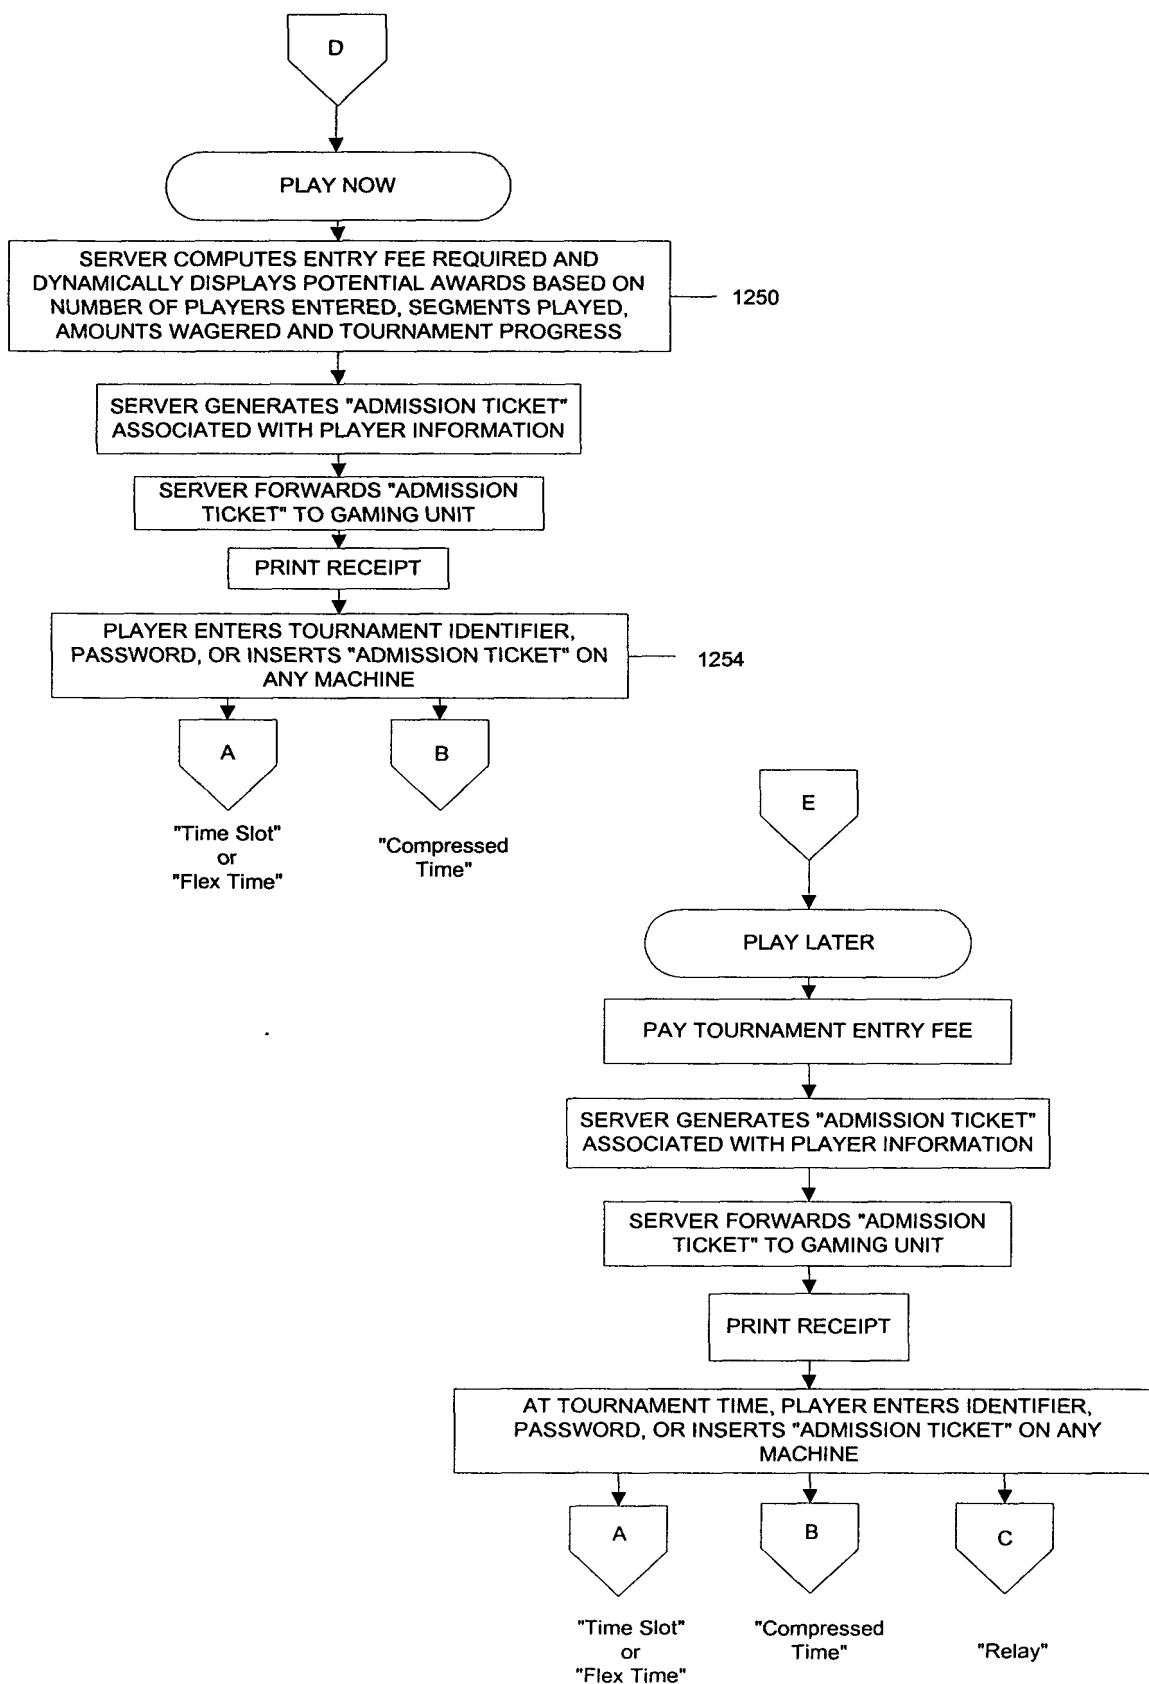 D
PLAY NOW
SERVER COMPUTES ENTRY FEE REQUIRED AND
DYNAMICALLY DISPLAYS POTENTIAL AWARDS BASED ON
NUMBER OF PLAYERS ENTERED, SEGMENTS PLAYED,
AMOUNTS WAGERED AND TOURNAMENT PROGRESS
1250
SERVER GENERATES "ADMISSION TICKET"
ASSOCIATED WITH PLAYER INFORMATION
SERVER FORWARDS "ADMISSION
TICKET" TO GAMING UNIT
PRINT RECEIPT
PLAYER ENTERS TOURNAMENT IDENTIFIER,
PASSWORD, OR INSERTS "ADMISSION TICKET" ON
ANY MACHINE
1254
A
B
"Time Slot"
or
"Flex Time"
"Compressed
Time"
E
PLAY LATER
PAY TOURNAMENT ENTRY FEE
SERVER GENERATES "ADMISSION TICKET"
ASSOCIATED WITH PLAYER INFORMATION
SERVER FORWARDS "ADMISSION
TICKET" TO GAMING UNIT
PRINT RECEIPT
AT TOURNAMENT TIME, PLAYER ENTERS IDENTIFIER,
PASSWORD, OR INSERTS "ADMISSION TICKET" ON ANY
MACHINE
A
B
C
"Time Slot"
or
"Flex Time"
"Compressed
Time"
"Relay"